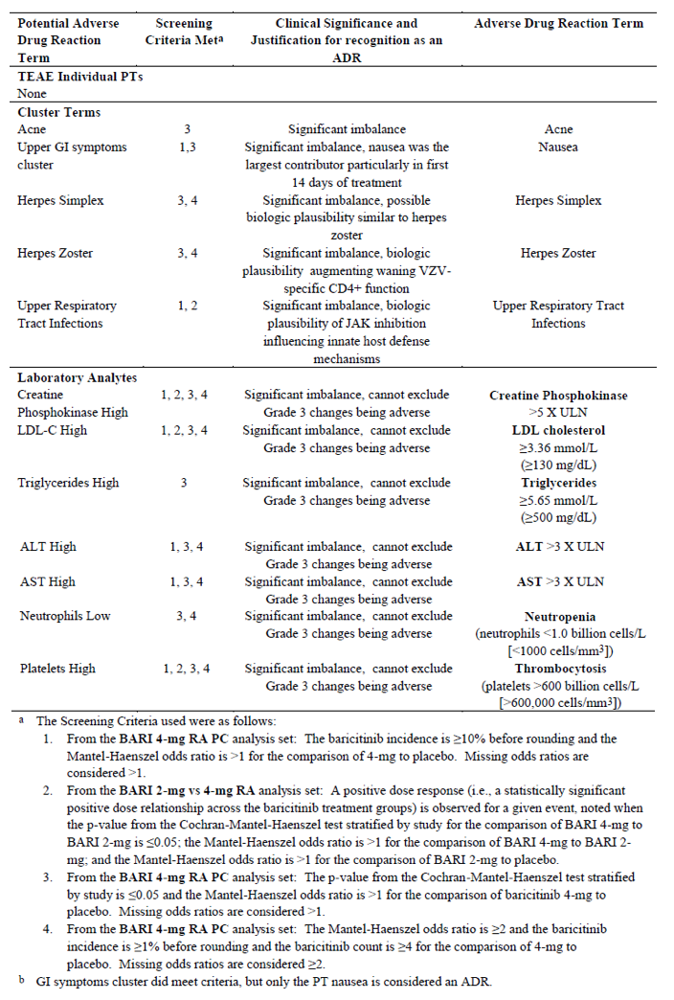 Potential Adverse Drug Reaction Term | Screening Criteria Metᵃ | Clinical Significance and Justification for recognition as an ADR | Adverse Drug Reaction Term
TEAE Individual PTs
None
Cluster Terms
Acne | 3 | Significant imbalance | Acne
Upper GI symptoms cluster | 1,3 | Significant imbalance, nausea was the largest contributor particularly in first 14 days of treatment | Nausea
Herpes Simplex | 3, 4 | Significant imbalance, possible biologic plausibility similar to herpes zoster | Herpes Simplex
Herpes Zoster | 3, 4 | Significant imbalance, biologic plausibility augmenting waning VZV-specific CD4+ function | Herpes Zoster
Upper Respiratory Tract Infections | 1, 2 | Significant imbalance, biologic plausibility of JAK inhibition influencing innate host defense mechanisms | Upper Respiratory Tract Infections
Laboratory Analytes
Creatine Phosphokinase High | 1, 2, 3, 4 | Significant imbalance, cannot exclude Grade 3 changes being adverse | Creatine Phosphokinase >5 X ULN
LDL-C High | 1, 2, 3, 4 | Significant imbalance, cannot exclude Grade 3 changes being adverse | LDL cholesterol ≥3.36 mmol/L (≥130 mg/dL)
Triglycerides High | 3 | Significant imbalance, cannot exclude Grade 3 changes being adverse | Triglycerides ≥5.65 mmol/L (≥500 mg/dL)
ALT High | 1, 3, 4 | Significant imbalance, cannot exclude Grade 3 changes being adverse | ALT >3 X ULN
AST High | 1, 3, 4 | Significant imbalance, cannot exclude Grade 3 changes being adverse | AST >3 X ULN
Neutrophils Low | 3, 4 | Significant imbalance, cannot exclude Grade 3 changes being adverse | Neutropenia (neutrophils <1.0 billion cells/L [<1000 cells/mm³])
Platelets High | 1, 2, 3, 4 | Significant imbalance, cannot exclude Grade 3 changes being adverse | Thrombocytosis (platelets >600 billion cells/L [>600,000 cells/mm³])
a The Screening Criteria used were as follows:
1. From the BARI 4-mg RA PC analysis set: The baricitinib incidence is ≥10% before rounding and the
Mantel-Haenszel odds ratio is >1 for the comparison of 4-mg to placebo. Missing odds ratios are
considered >1.
2. From the BARI 2-mg vs 4-mg RA analysis set: A positive dose response (i.e., a statistically significant
positive dose relationship across the baricitinib treatment groups) is observed for a given event, noted when
the p-value from the Cochran-Mantel-Haenszel test stratified by study for the comparison of BARI 4-mg to
BARI 2-mg is ≤0.05; the Mantel-Haenszel odds ratio is >1 for the comparison of BARI 4-mg to BARI 2-
mg; and the Mantel-Haenszel odds ratio is >1 for the comparison of BARI 2-mg to placebo.
3. From the BARI 4-mg RA PC analysis set: The p-value from the Cochran-Mantel-Haenszel test stratified
by study is ≤0.05 and the Mantel-Haenszel odds ratio is >1 for the comparison of baricitinib 4-mg to
placebo. Missing odds ratios are considered >1.
4. From the BARI 4-mg RA PC analysis set: The Mantel-Haenszel odds ratio is ≥2 and the baricitinib
incidence is ≥1% before rounding and the baricitinib count is ≥4 for the comparison of 4-mg to
placebo. Missing odds ratios are considered ≥2.
b GI symptoms cluster did meet criteria, but only the PT nausea is considered an ADR.